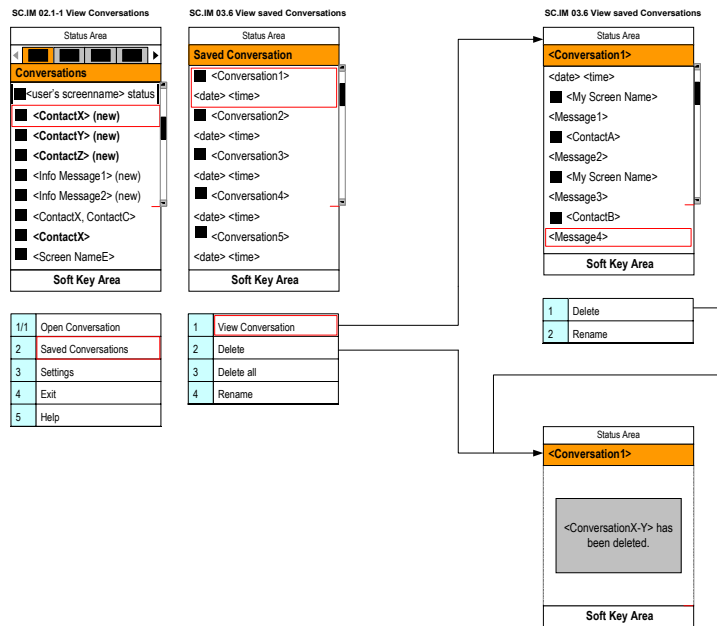 SC.IM 02.1-1 View Conversations
Status Area
Conversations
<user's screenname> status
<ContactX> (new)
<ContactY> (new)
<ContactZ> (new)
<Info Message1> (new)
<Info Message2> (new)
<ContactX, ContactC>
<ContactX>
<Screen NameE>
Soft Key Area
1/1 Open Conversation
2 Saved Conversations
3 Settings
4 Exit
5 Help
SC.IM 03.6 View saved Conversations
Status Area
Saved Conversation
<Conversation1>
<date> <time>
<Conversation2>
<date> <time>
<Conversation3>
<date> <time>
<Conversation4>
<date> <time>
<Conversation5>
<date> <time>
Soft Key Area
1 View Conversation
2 Delete
3 Delete all
4 Rename
SC.IM 03.6 View saved Conversations
Status Area
<Conversation1>
<date> <time>
<My Screen Name>
<Message1>
<ContactA>
<Message2>
<My Screen Name>
<Message3>
<ContactB>
<Message4>
Soft Key Area
1 Delete
2 Rename
Status Area
<Conversation1>
<ConversationX-Y> has
been deleted.
Soft Key Area